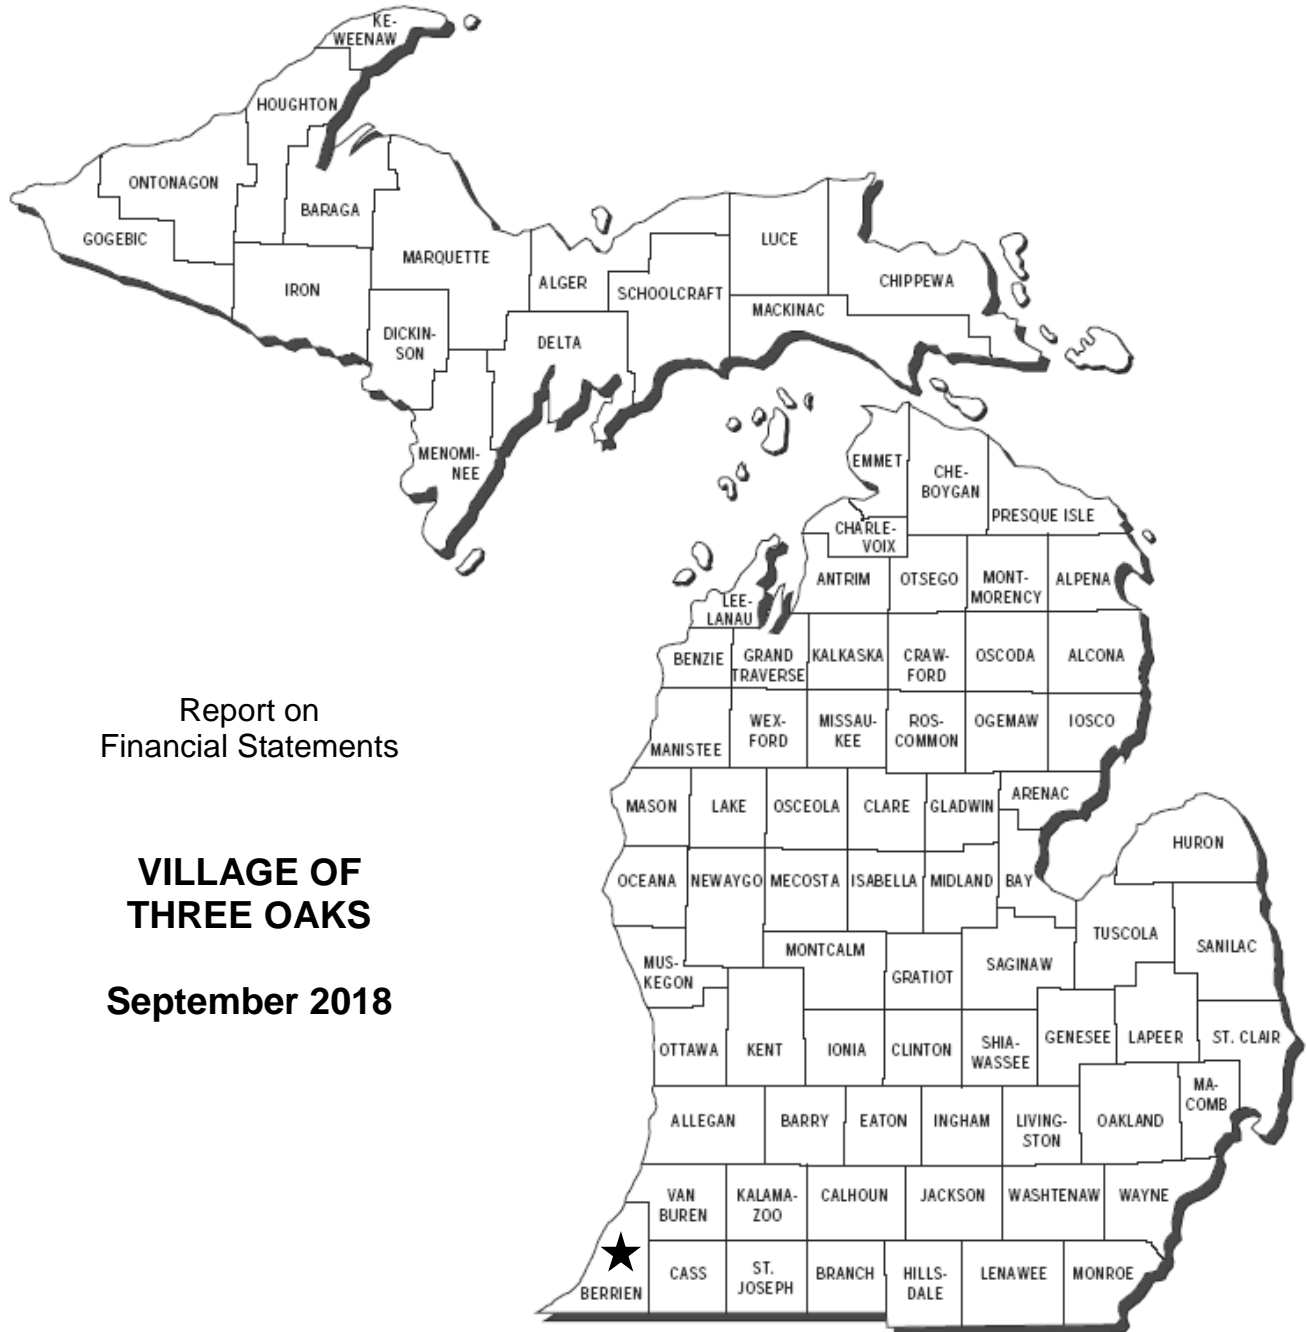 KE-
WEENAW
HOUGHTON
ONTONAGON
BARAGA
GOGEBIC
MARQUETTE
IRON
ALGER
SCHOOLCRAFT
LUCE
CHIPPEWA
MACKINAC
DICKIN-
SON
DELTA
MENOMI-
NEE
EMMET
CHE-
BOYGAN
PRESQUE ISLE
CHARLE-
VOIX
ANTRIM
OTSEGO
MONT-
MORENCY
ALPENA
LEE-
LANAU
BENZIE
GRAND
TRAVERSE
KALKASKA
CRAW-
FORD
OSCODA
ALCONA
Report on
Financial Statements
MANISTEE
WEX-
FORD
MISSAU-
KEE
ROS-
COMMON
OGEMAW
IOSCO
MASON
LAKE
OSCEOLA
CLARE
GLADWIN
ARENAC
HURON
VILLAGE OF
THREE OAKS
OCEANA
NEWAYGO
MECOSTA
ISABELLA
MIDLAND
BAY
TUSCOLA
SANILAC
MUS-
KEGON
MONTCALM
GRATIOT
SAGINAW
September 2018
OTTAWA
KENT
IONIA
CLINTON
SHIA-
WASSEE
GENESEE
LAPEER
ST. CLAIR
MA-
COMB
ALLEGAN
BARRY
EATON
INGHAM
LIVING-
STON
OAKLAND
VAN
BUREN
KALAMA-
ZOO
CALHOUN
JACKSON
WASHTENAW
WAYNE
BERRIEN
CASS
ST.
JOSEPH
BRANCH
HILLS-
DALE
LENAWEE
MONROE